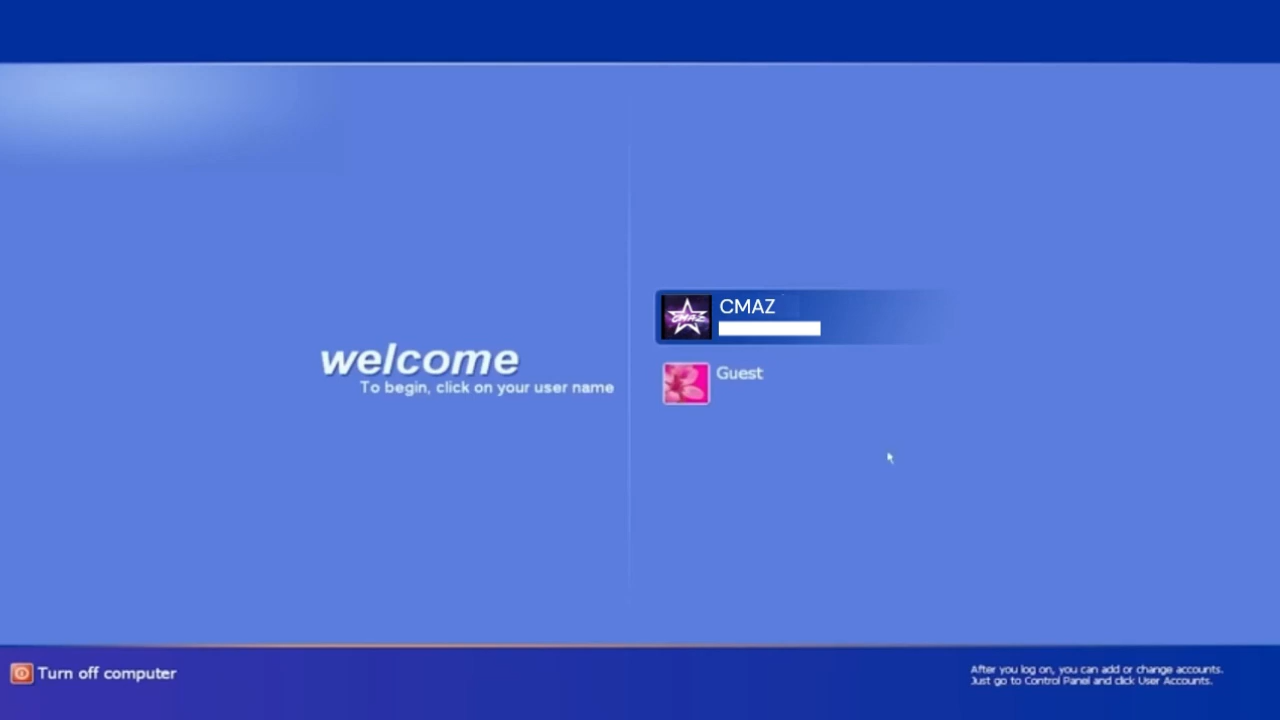 welcome
To begin, click on your user name
CMAZ
CMAZ
Guest
Turn off computer
After you log on, you can add or change accounts.
Just go to Control Panel and click User Accounts.